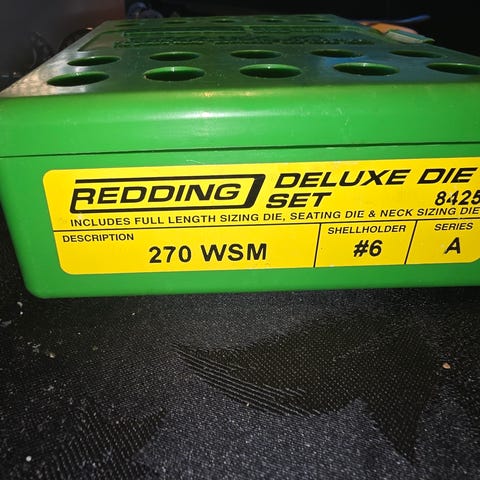 REDDING DELUXE DIE
SET 8425
INCLUDES FULL LENGTH SIZING DIE, SEATING DIE & NECK SIZING DIE
DESCRIPTION SHELLHOLDER SERIES
270 WSM #6 A